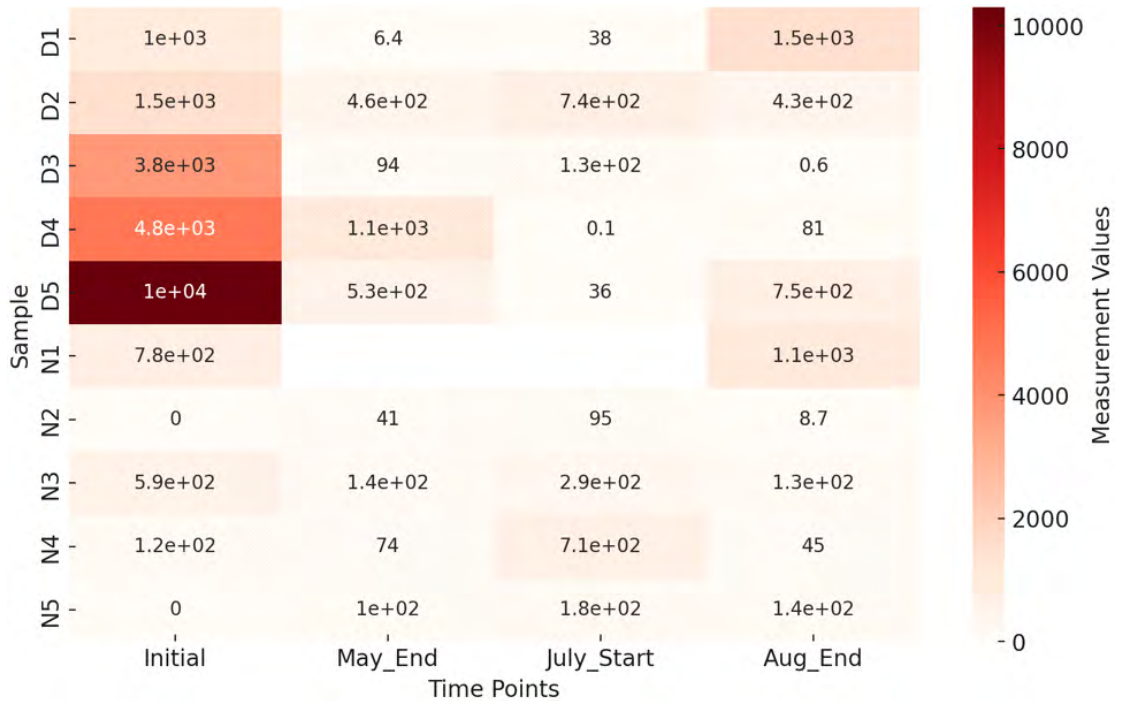 D1 1e+03 6.4 38 1.5e+03
D2 1.5e+03 4.6e+02 7.4e+02 4.3e+02
D3 3.8e+03 94 1.3e+02 0.6
D4 4.8e+03 1.1e+03 0.1 81
D5 1e+04 5.3e+02 36 7.5e+02
N1 7.8e+02 1.1e+03
N2 0 41 95 8.7
N3 5.9e+02 1.4e+02 2.9e+02 1.3e+02
N4 1.2e+02 74 7.1e+02 45
N5 0 1e+02 1.8e+02 1.4e+02
Initial May_End July_Start Aug_End
Time Points
Sample
10000
8000
6000
4000
2000
0
Measurement Values